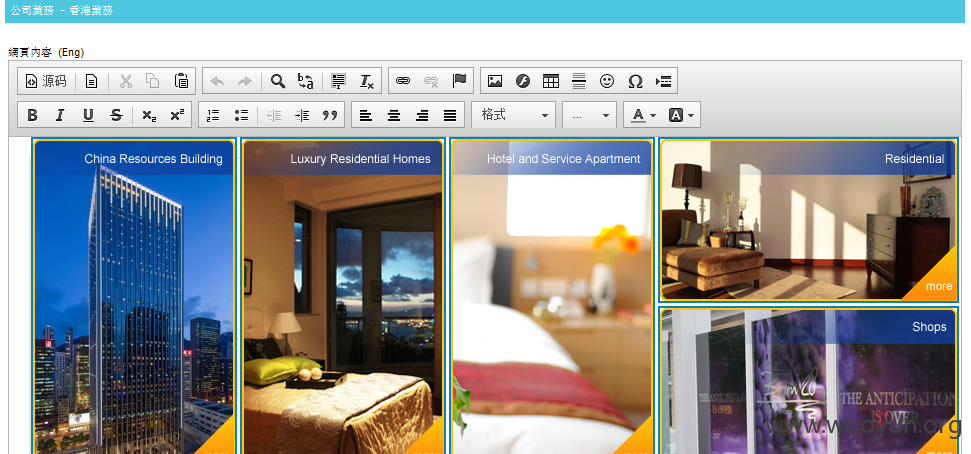 公司業務 - 香港業務
網頁內容 (Eng)
源码
格式
...
China Resources Building
Luxury Residential Homes
Hotel and Service Apartment
Residential
more
Shops
THE ANTICIPATION
IS OVER
THE ANTICIPATION
IS OVER
www.wooyun.org